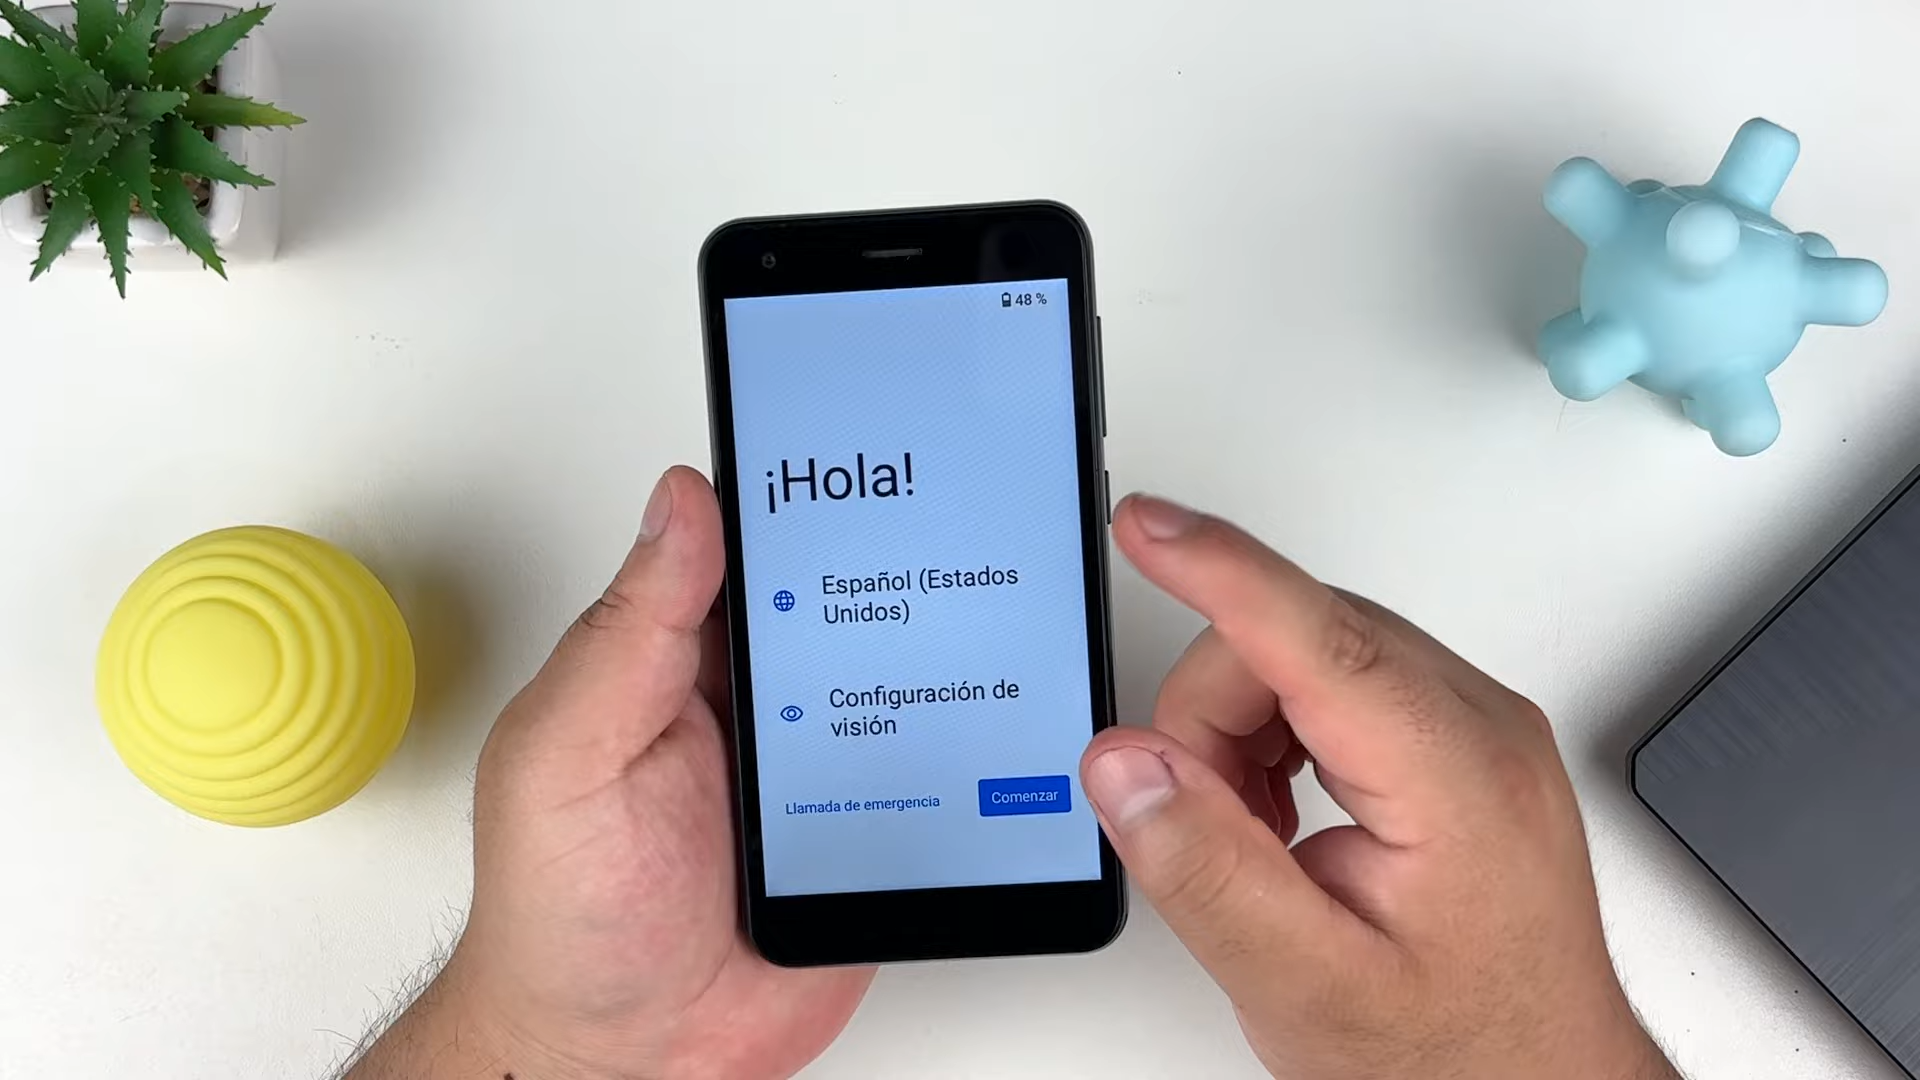 48 %
¡Hola!
Español (Estados
Unidos)
Configuración de
visión
Llamada de emergencia
Comenzar